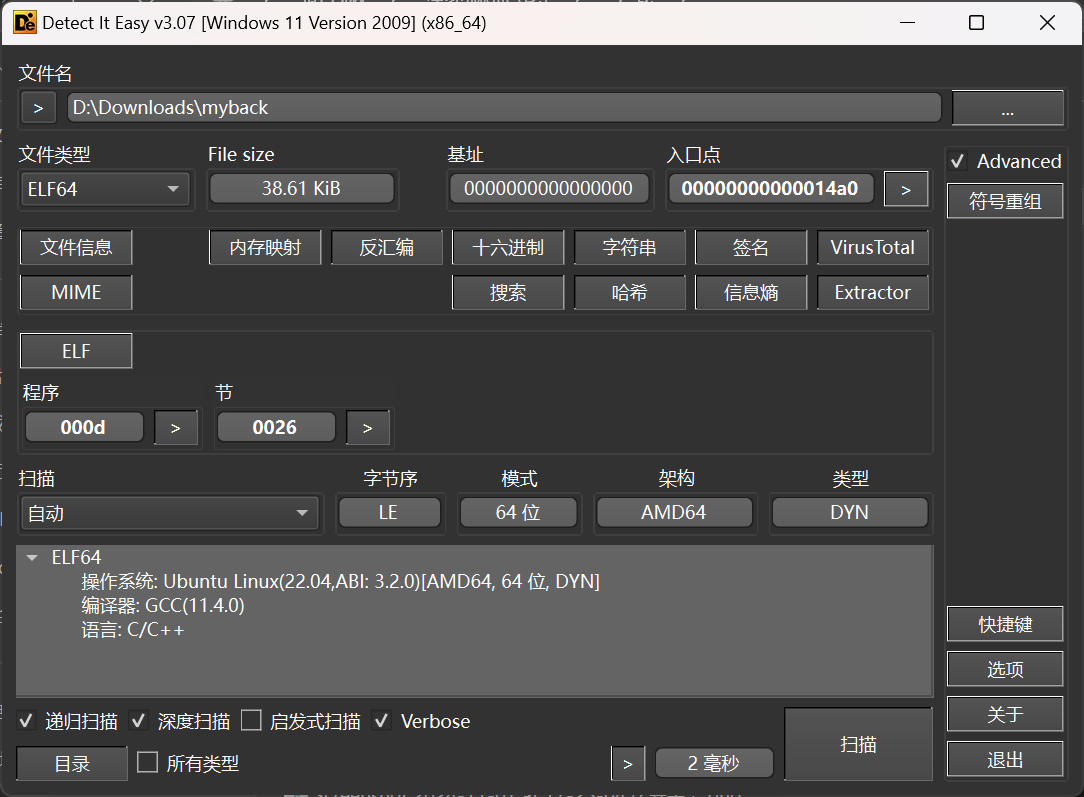 Detect It Easy v3.07 [Windows 11 Version 2009] (x86_64)
文件名
> D:\Downloads\myback ...
文件类型 File size 基址 入口点 Advanced
ELF64 38.61 KiB 0000000000000000 00000000000014a0 >
符号重组
文件信息 内存映射 反汇编 十六进制 字符串 签名 VirusTotal
MIME 搜索 哈希 信息熵 Extractor
ELF
程序 节
000d > 0026 >
扫描 字节序 模式 架构 类型
自动 LE 64 位 AMD64 DYN
ELF64
操作系统: Ubuntu Linux(22.04,ABI: 3.2.0)[AMD64, 64 位, DYN]
编译器: GCC(11.4.0)
语言: C/C++
快捷键
选项
关于
退出
递归扫描 深度扫描 启发式扫描 Verbose
扫描
目录 所有类型 > 2 毫秒